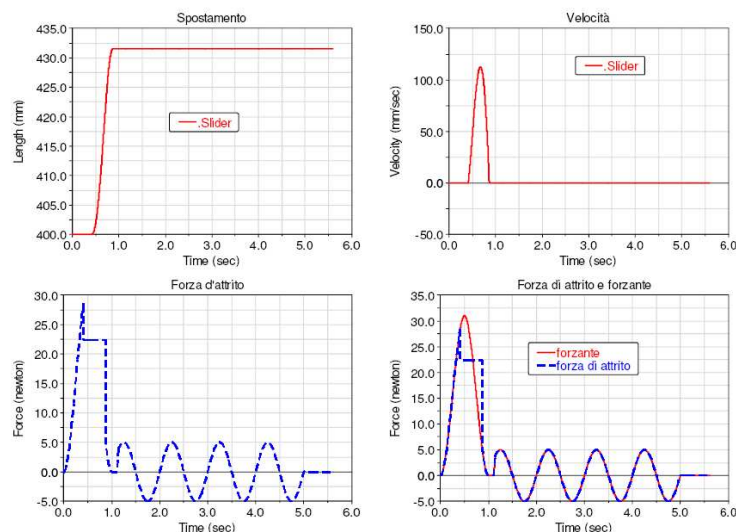 Spostamento
435.0
430.0
425.0
420.0
415.0
410.0
405.0
400.0
Length (mm)
.Slider
0.0 1.0 2.0 3.0 4.0 5.0 6.0
Time (sec)
Velocità
150.0
100.0
50.0
0.0
-50.0
Velocity (mm/sec)
.Slider
0.0 1.0 2.0 3.0 4.0 5.0 6.0
Time (sec)
Forza d'attrito
30.0
25.0
20.0
15.0
10.0
5.0
0.0
-5.0
Force (newton)
0.0 1.0 2.0 3.0 4.0 5.0 6.0
Time (sec)
Forza di attrito e forzante
35.0
30.0
25.0
20.0
15.0
10.0
5.0
0.0
-5.0
Force (newton)
forzante
forza di attrito
0.0 1.0 2.0 3.0 4.0 5.0 6.0
Time (sec)